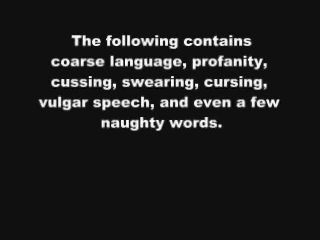 The following contains
coarse language, profanity,
cussing, swearing, cursing,
vulgar speech, and even a few
naughty words.